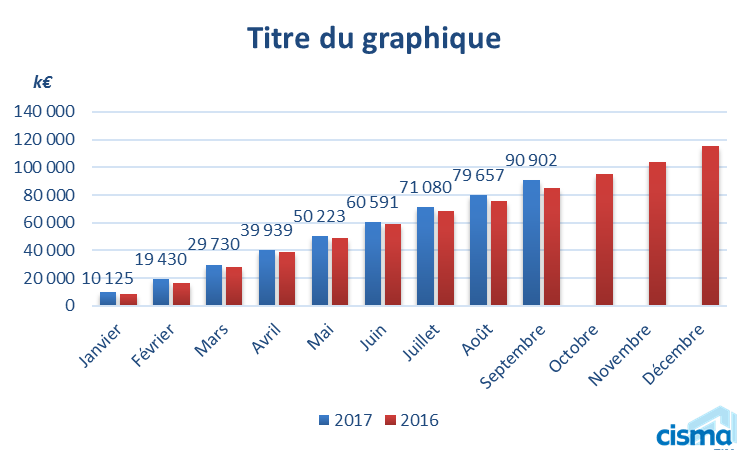 Titre du graphique
k€
140 000
120 000
100 000
80 000
60 000
40 000
20 000
0
10 125
19 430
29 730
39 939
50 223
60 591
71 080
79 657
90 902
Janvier
Février
Mars
Avril
Mai
Juin
Juillet
Août
Septembre
Octobre
Novembre
Décembre
2017 2016
cisma